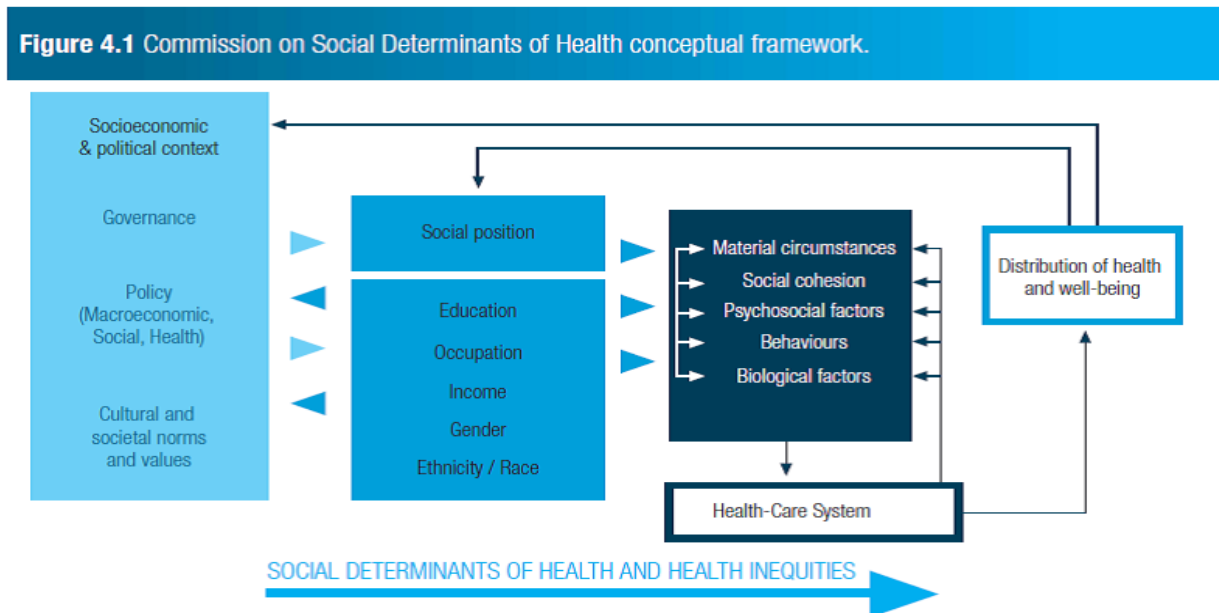 Figure 4.1 Commission on Social Determinants of Health conceptual framework.
Socioeconomic
& political context
Governance
Policy
(Macroeconomic,
Social, Health)
Cultural and
societal norms
and values
Social position
Education
Occupation
Income
Gender
Ethnicity / Race
Material circumstances
Social cohesion
Psychosocial factors
Behaviours
Biological factors
Health-Care System
Distribution of health
and well-being
SOCIAL DETERMINANTS OF HEALTH AND HEALTH INEQUITIES